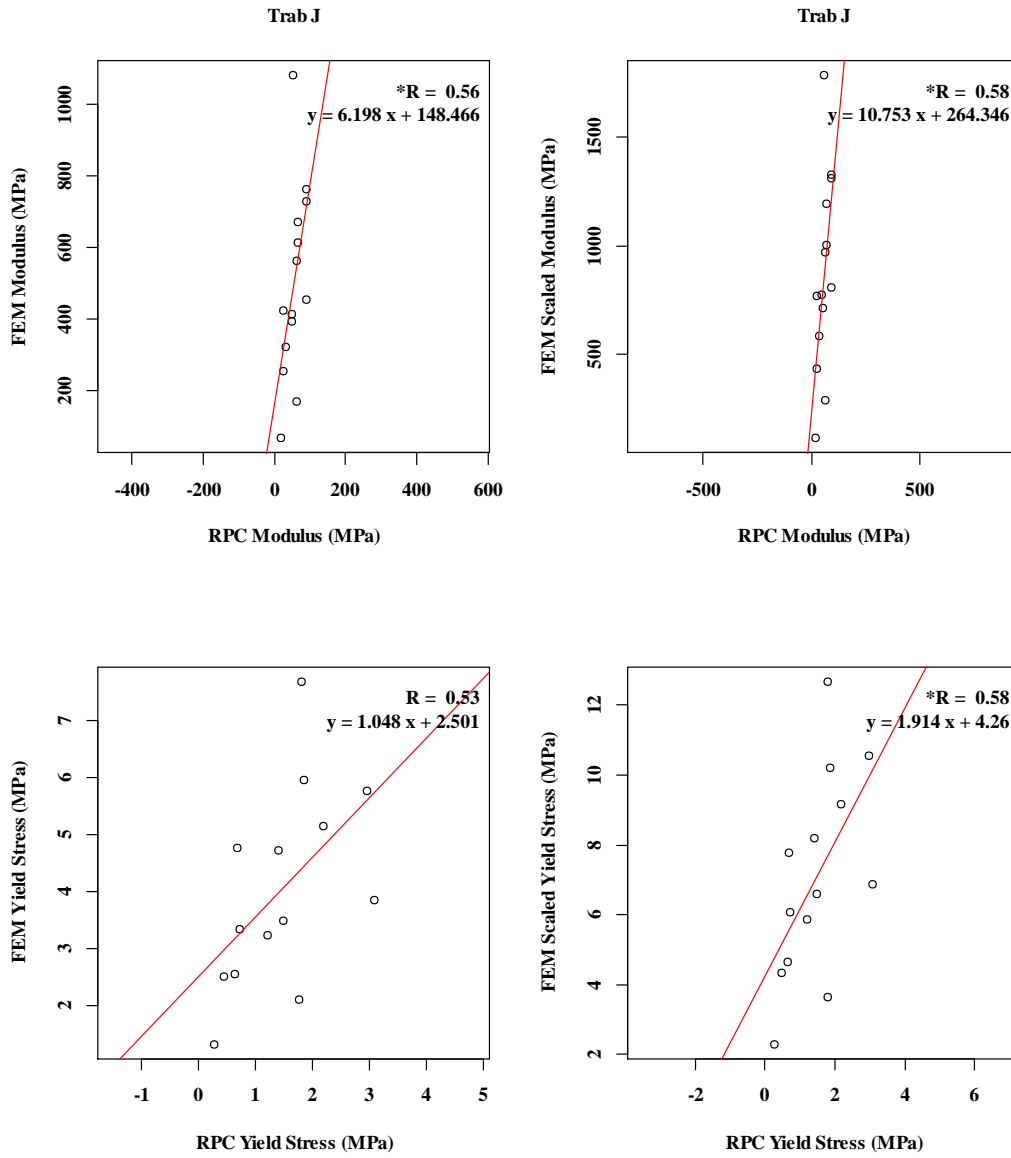 Trab J
*R = 0.56
y = 6.198 x + 148.466
FEM Modulus (MPa)
1000
800
600
400
200
-400 -200 0 200 400 600
RPC Modulus (MPa)
Trab J
*R = 0.58
y = 10.753 x + 264.346
FEM Scaled Modulus (MPa)
1500
1000
500
-500 0 500
RPC Modulus (MPa)
R = 0.53
y = 1.048 x + 2.501
FEM Yield Stress (MPa)
7
6
5
4
3
2
-1 0 1 2 3 4 5
RPC Yield Stress (MPa)
*R = 0.58
y = 1.914 x + 4.26
FEM Scaled Yield Stress (MPa)
12
10
8
6
4
2
-2 0 2 4 6
RPC Yield Stress (MPa)